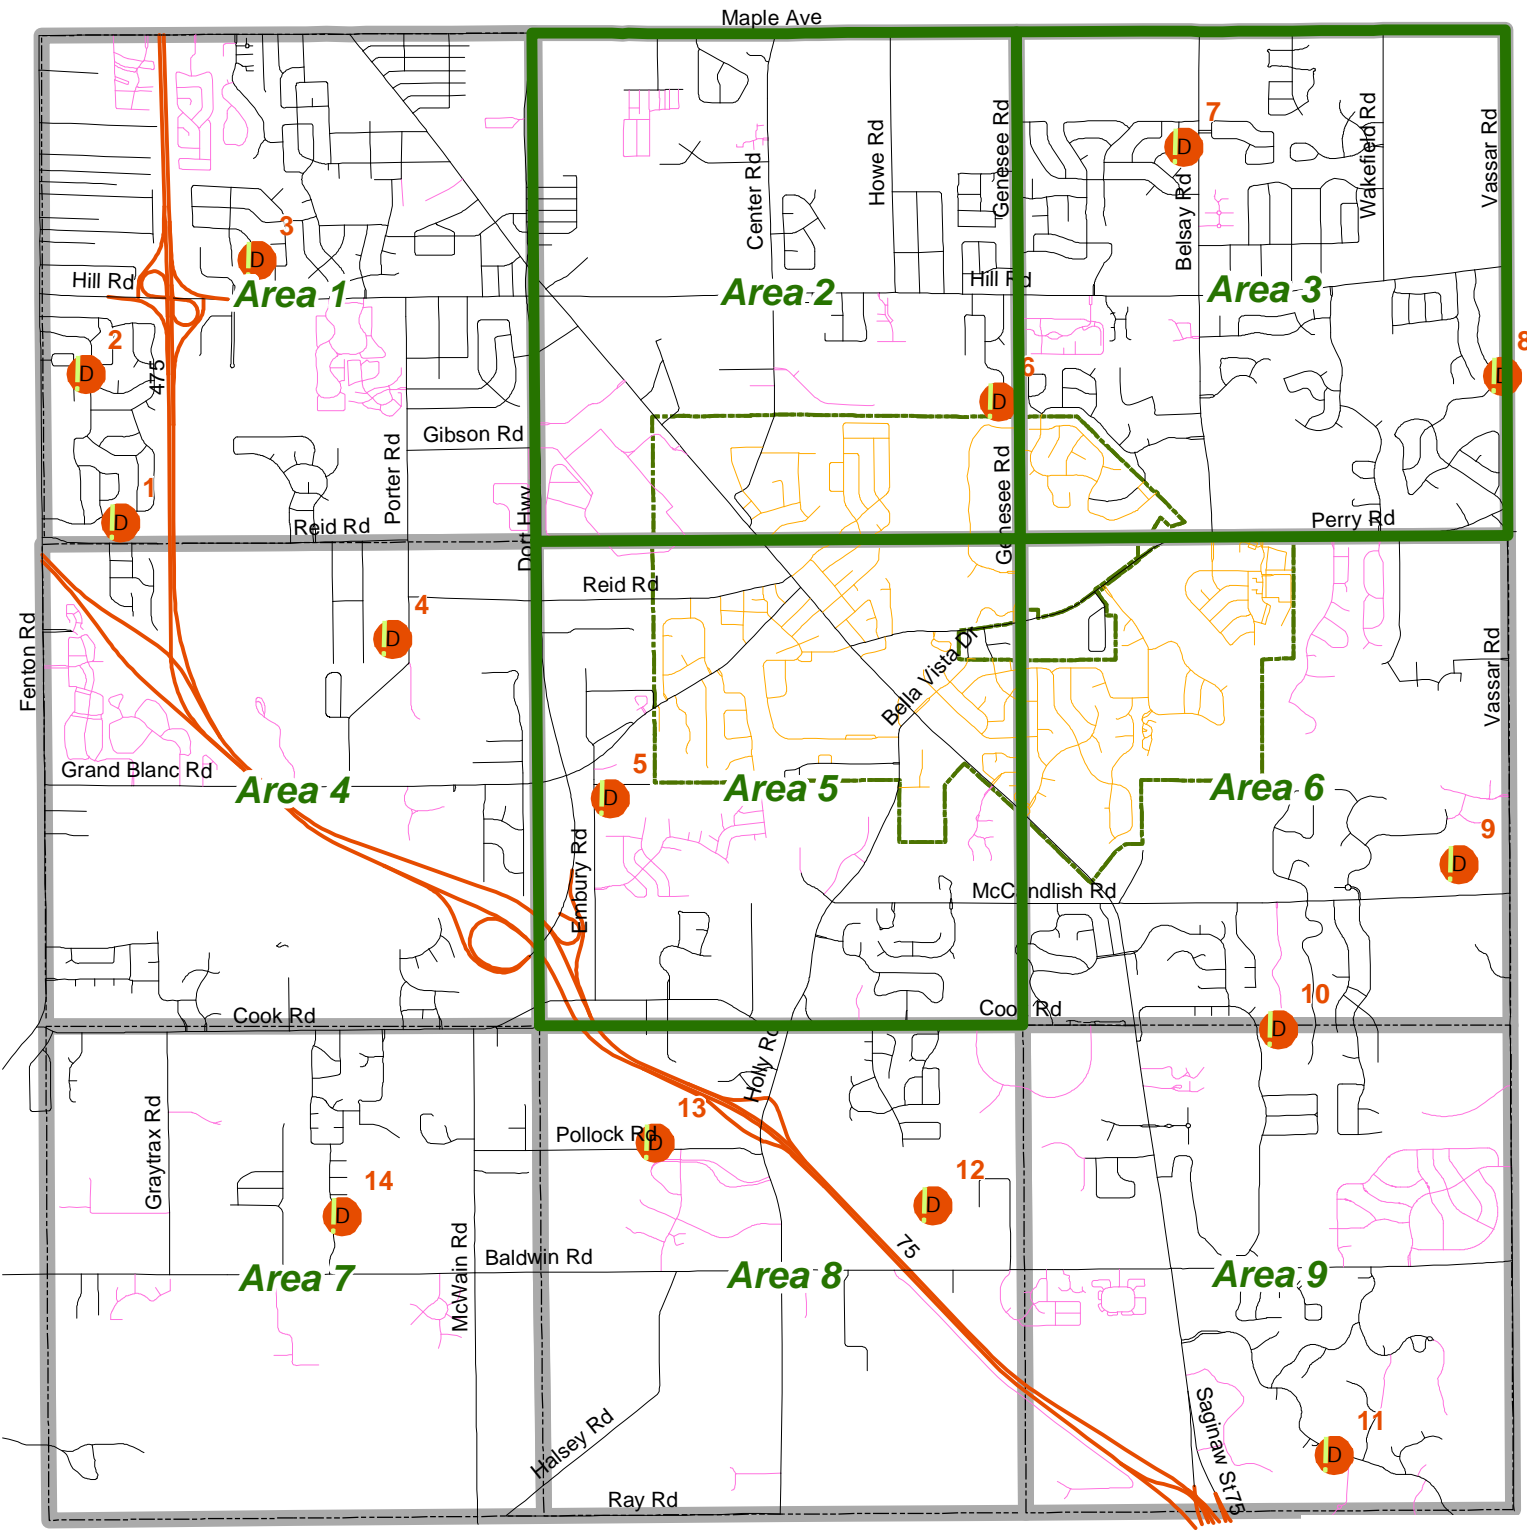 Maple Ave
7
D
Center Rd
Howe Rd
Genesee Rd
Belsay Rd
Wakefield Rd
Vassar Rd
3
D
Hill Rd
Area 1
Area 2
Hill Rd
Area 3
2
D
475
6
D
8
D
Gibson Rd
Porter Rd
Dort Hwy
Genesee Rd
1
D
Reid Rd
Perry Rd
Reid Rd
4
D
Fenton Rd
Bella Vista Dr
Vassar Rd
Grand Blanc Rd
Area 4
5
D
Area 5
Area 6
9
D
Embury Rd
McCandlish Rd
10
D
Cook Rd
Cook Rd
Holly Rd
13
D
Pollock Rd
Graytrax Rd
14
D
12
D
75
McWain Rd
Baldwin Rd
Area 7
Area 8
Area 9
Halsey Rd
Saginaw St
75
11
D
Ray Rd